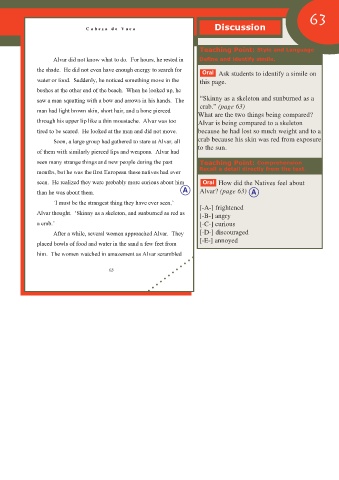 63
Cabeza de Vaca
Discussion
Alvar did not know what to do. For hours, he rested in
the shade. He did not even have enough energy to search for
water or food. Suddenly, he noticed something move in the
bushes at the other end of the beach. When he looked up, he
saw a man squatting with a bow and arrows in his hands. The
man had light brown skin, short hair, and a bone pierced
through his upper lip like a thin moustache. Alvar was too
tired to be scared. He looked at the man and did not move.
Soon, a large group had gathered to stare at Alvar, all
of them with similarly pierced lips and weapons. Alvar had
seen many strange things and new people during the past
months, but he was the first European these natives had ever
seen. He realized they were probably more curious about him
than he was about them. A
'I must be the strangest thing they have ever seen.'
Alvar thought. 'Skinny as a skeleton, and sunburned as red as
a crab.'
After a while, several women approached Alvar. They
placed bowls of food and water in the sand a few feet from
him. The women watched in amazement as Alvar scrambled
63
Teaching Point: Style and Language:
Define and identify simile
Oral Ask students to identify a simile on
this page.
"Skinny as a skeleton and sunburned as a
crab." (page 63)
What are the two things being compared?
Alvar is being compared to a skeleton
because he had lost so much weight and to a
crab because his skin was red from exposure
to the sun.
Teaching Point: Comprehension:
Recall a detail directly from the text
Oral How did the Natives feel about
Alvar? (page 63) A
[-A-] frightened
[-B-] angry
[-C-] curious
[-D-] discouraged
[-E-] annoyed